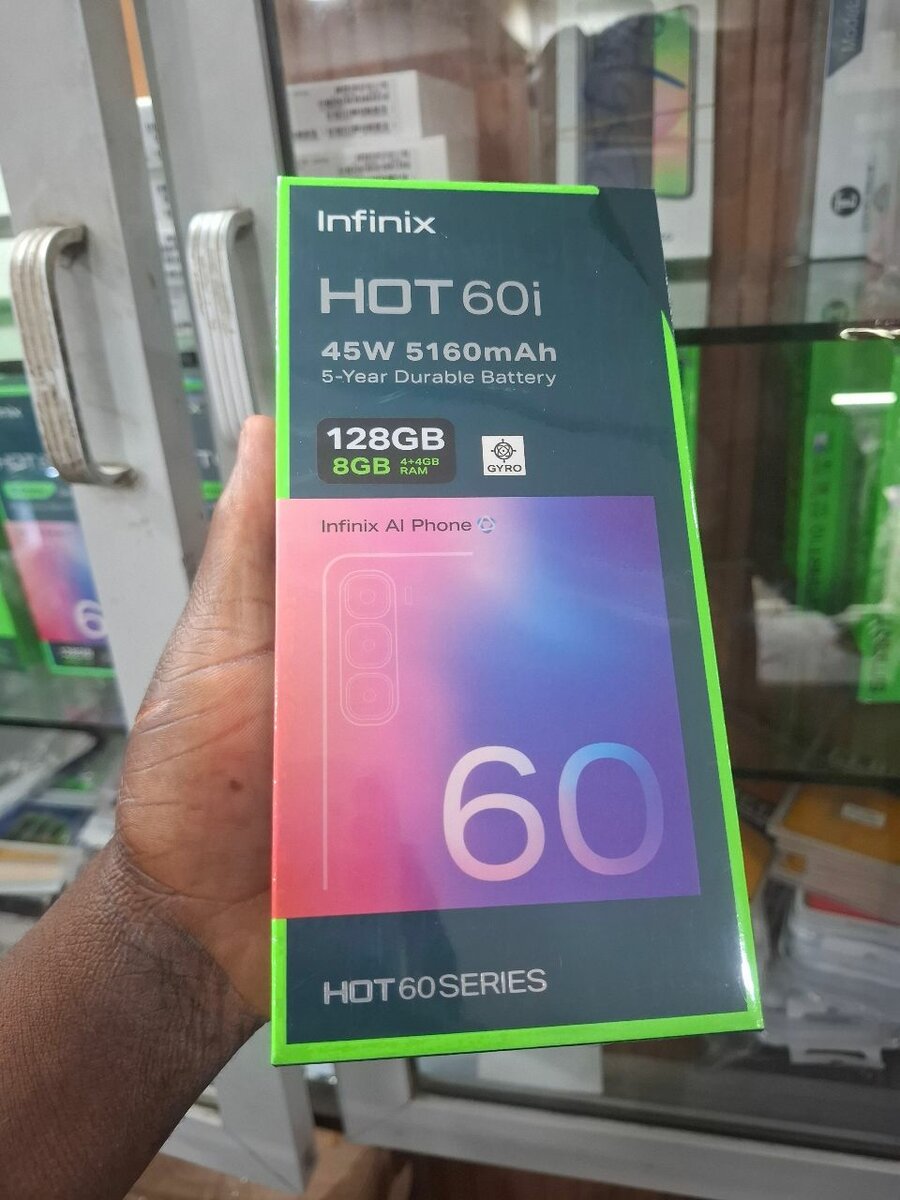 Infinix
HOT 60i
45W 5160mAh
5-Year Durable Battery
128GB
8GB 4+4GB RAM
GYRO
Infinix AI Phone
60
HOT 60 SERIES